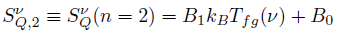 $S^{\nu}_{Q,2} \equiv S^{\nu}_{Q}(n = 2) = B_1 k_B T_{fg}(\nu) + B_0$